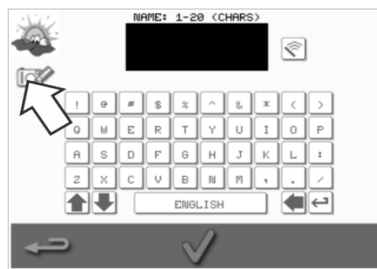 NAME: 1-20 (CHARS)
! @ # $ % ^ & * ( )
Q W E R T Y U I O P
A S D F G H J K L :
Z X C V B N M , . /
ENGLISH